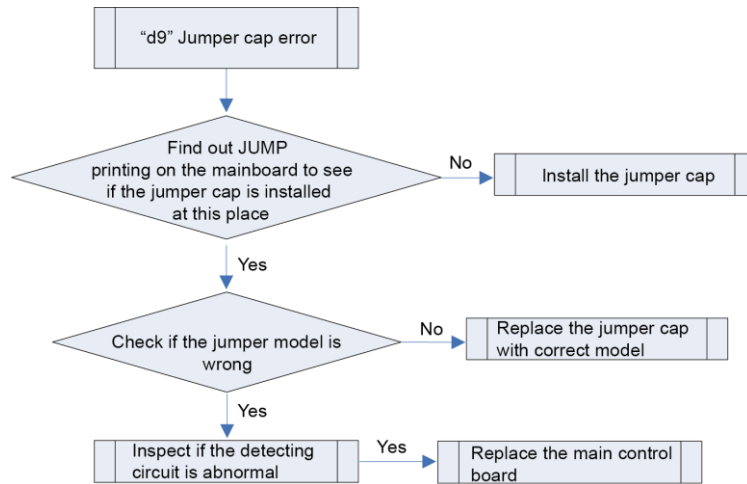 “d9” Jumper cap error
Find out JUMP
printing on the mainboard to see
if the jumper cap is installed
at this place
No
Install the jumper cap
Yes
Check if the jumper model is
wrong
No
Replace the jumper cap
with correct model
Yes
Inspect if the detecting
circuit is abnormal
Yes
Replace the main control
board